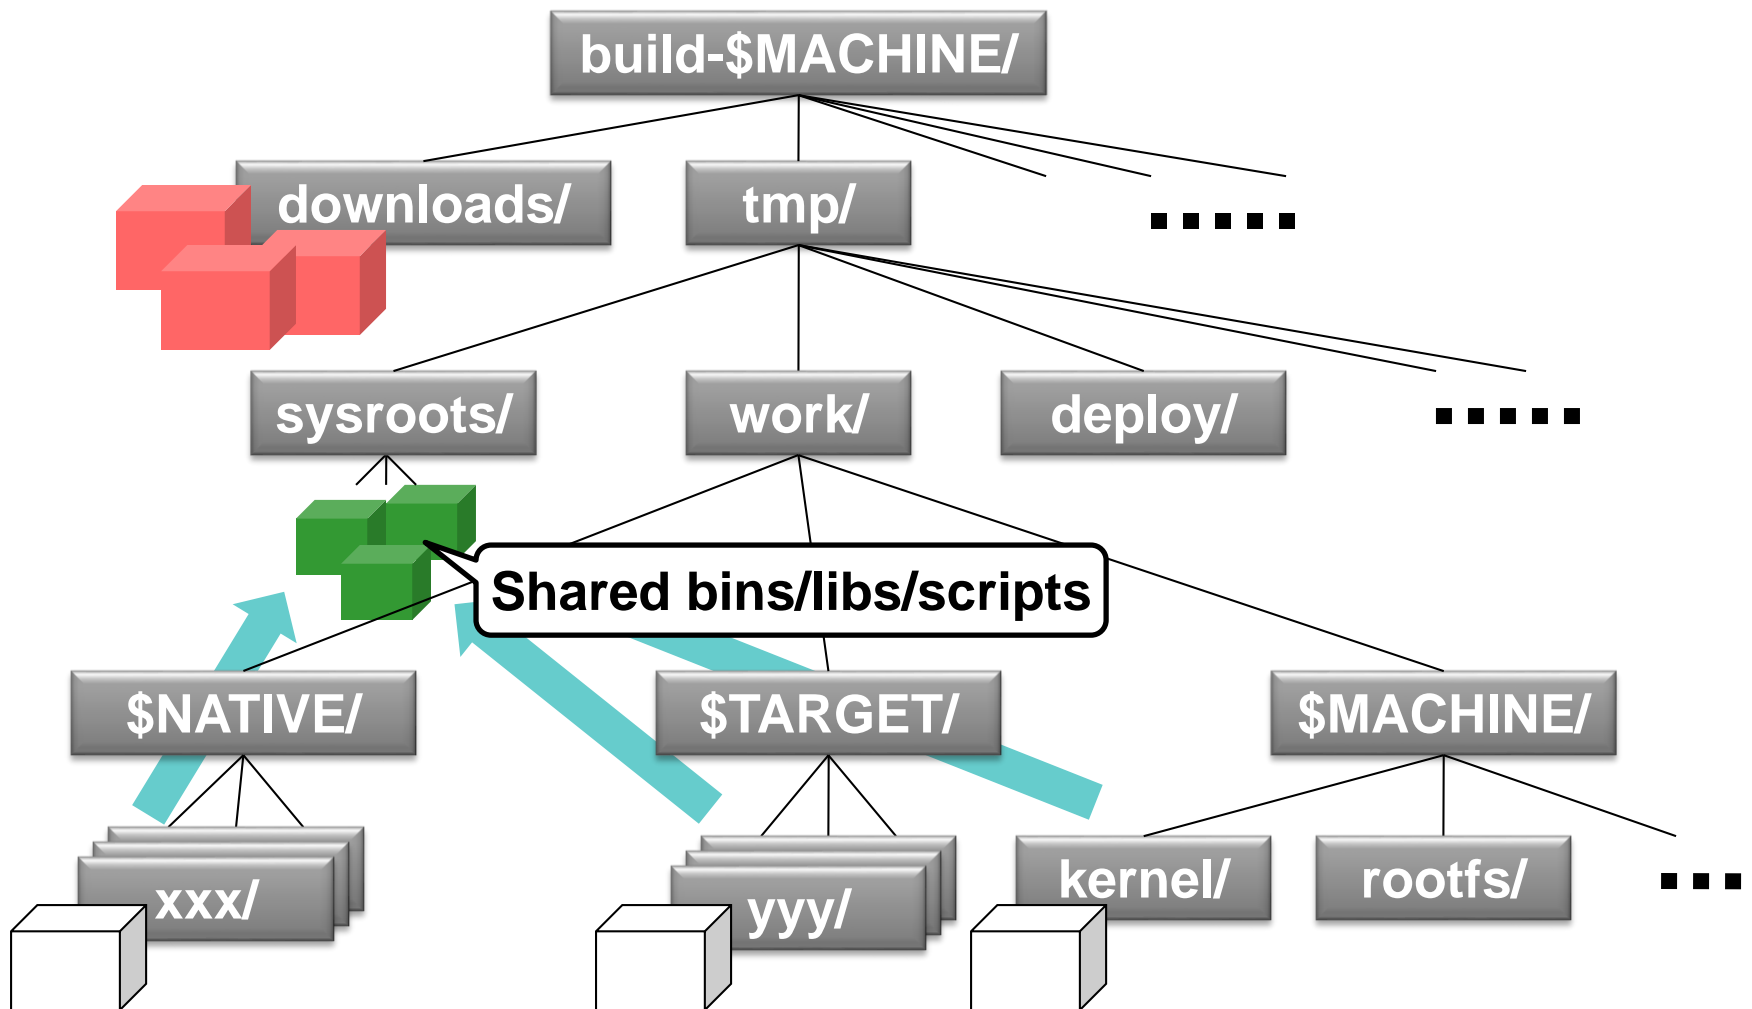 build-$MACHINE/
downloads/
tmp/
.....
sysroots/
work/
deploy/
.....
Shared bins/libs/scripts
$NATIVE/
$TARGET/
$MACHINE/
xxx/
yyy/
kernel/
rootfs/
...